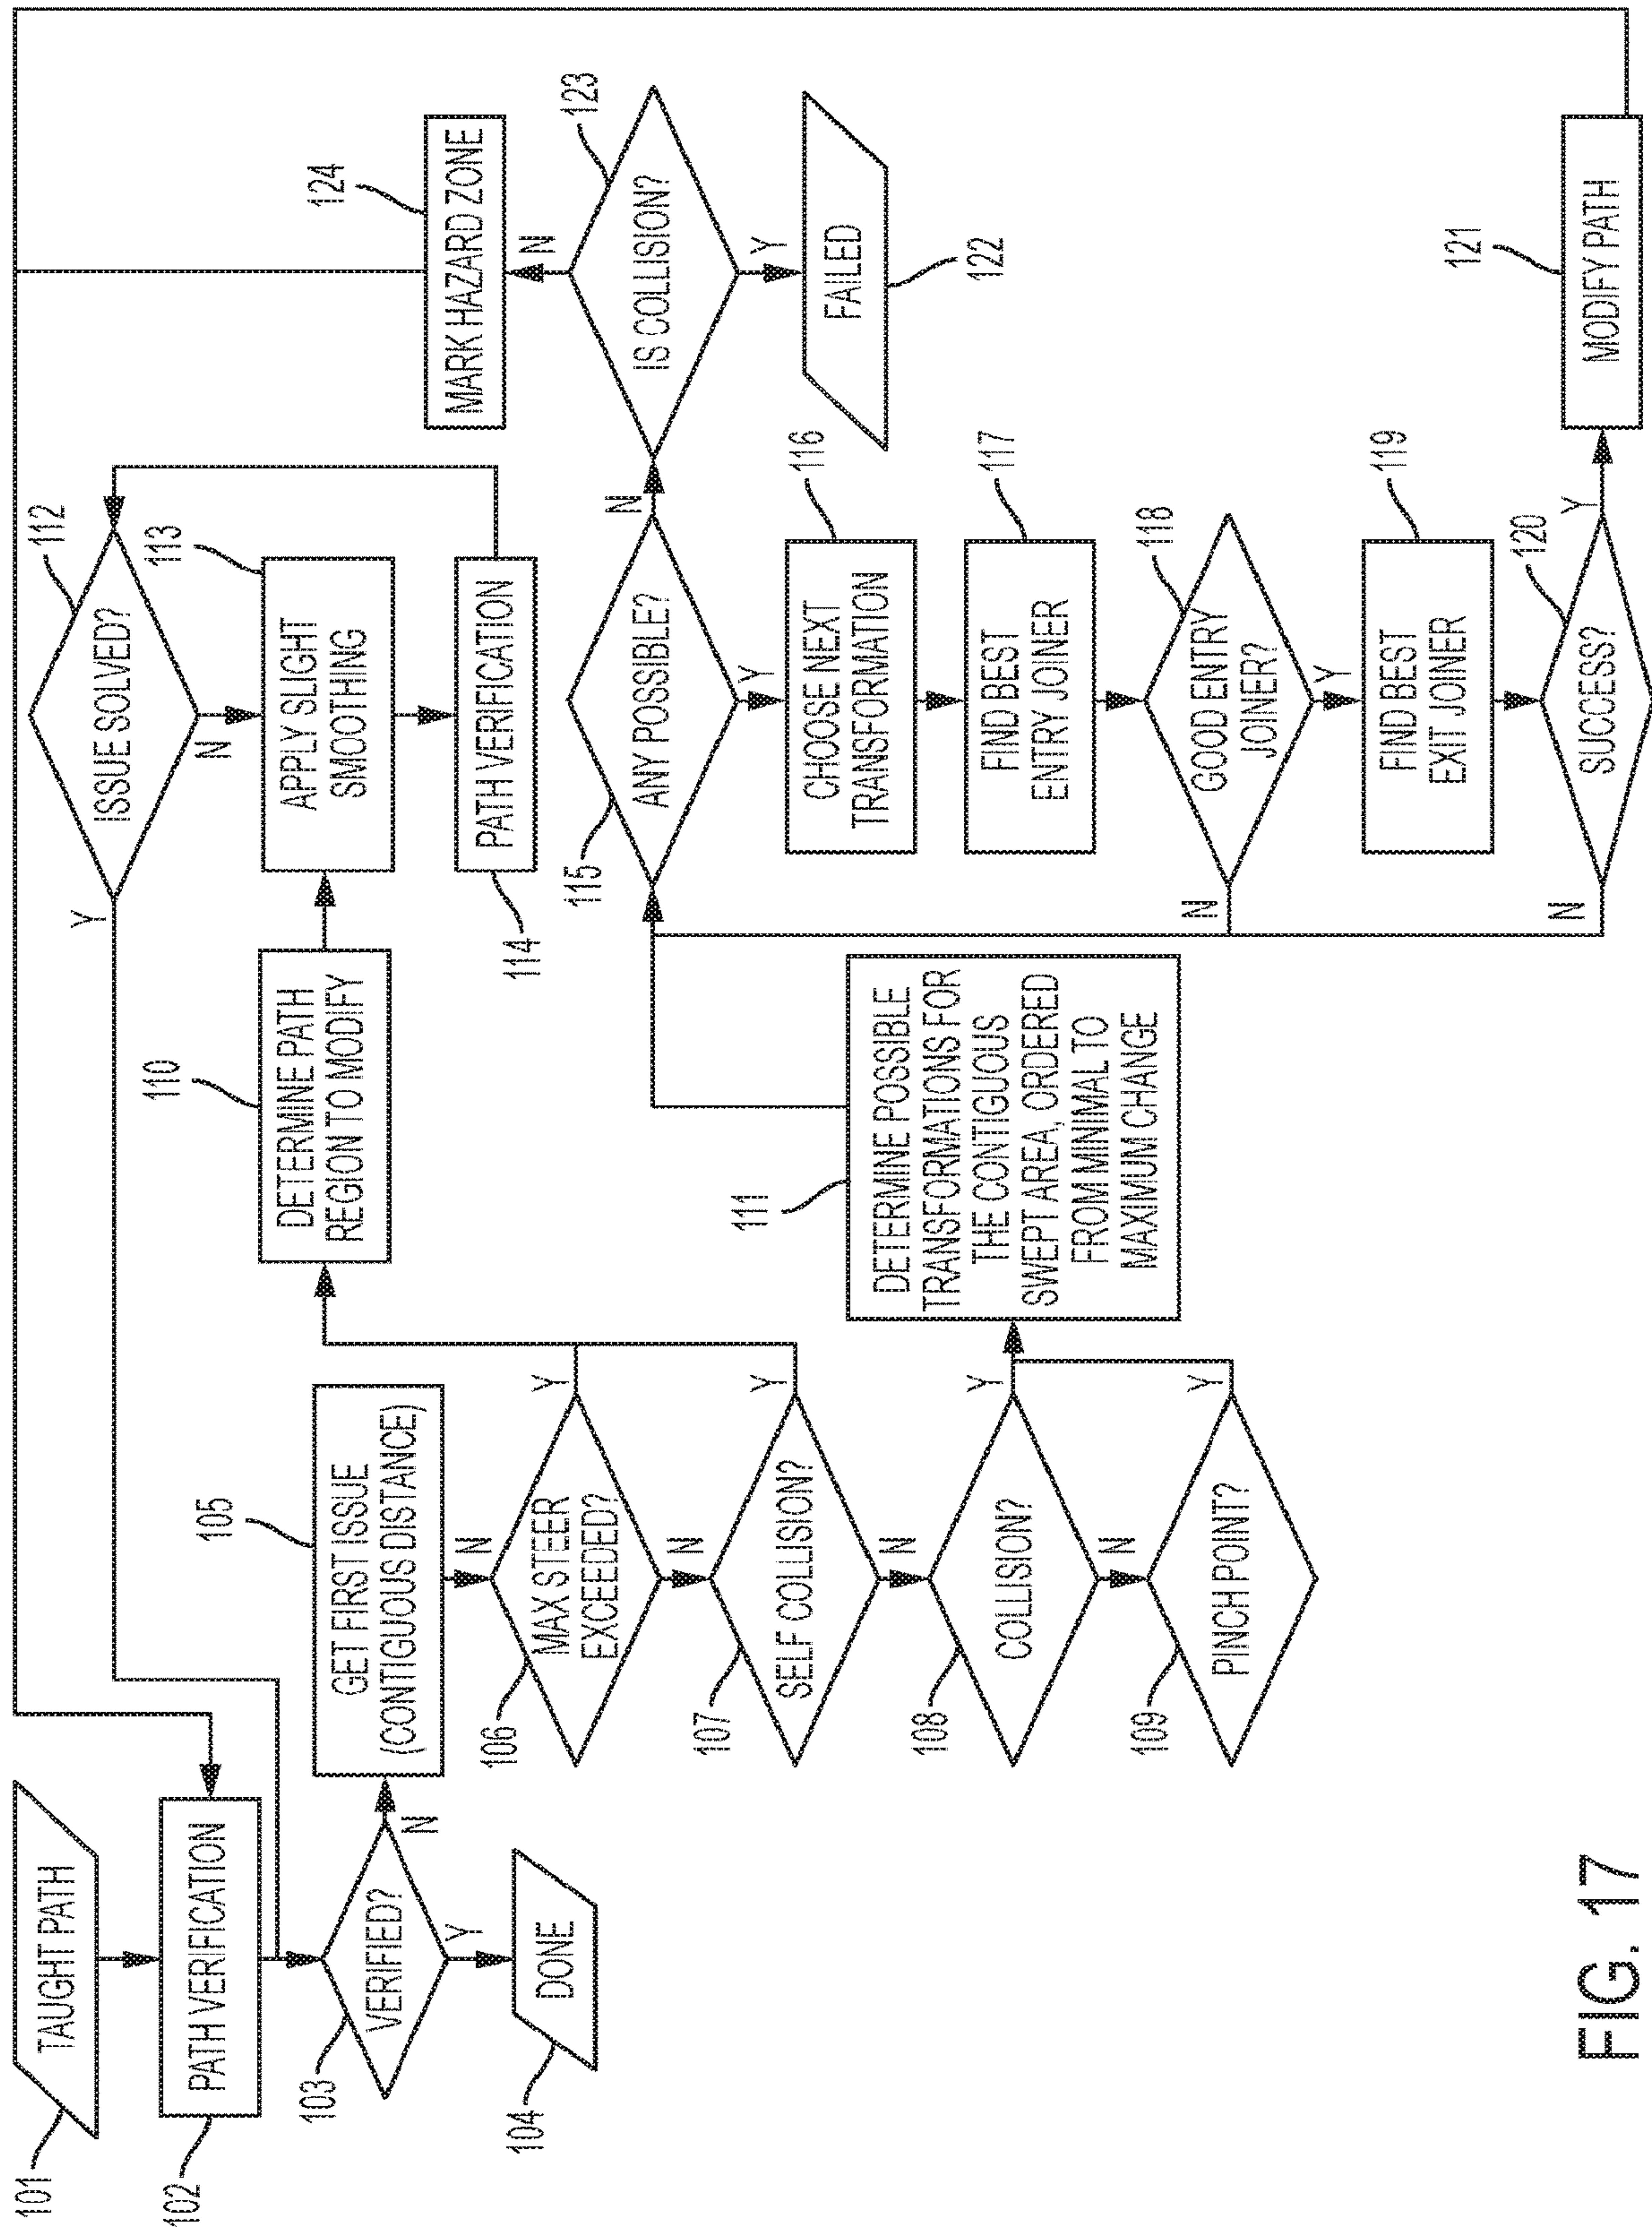 101
TAUGHT PATH
102
PATH VERIFICATION
103
VERIFIED?
N
Y
104
DONE
105
GET FIRST ISSUE
(CONTIGUOUS DISTANCE)
N
106
MAX STEER
EXCEEDED?
Y
N
107
SELF COLLISION?
Y
N
108
COLLISION?
Y
N
109
PINCH POINT?
Y
110
DETERMINE PATH
REGION TO MODIFY
111
DETERMINE POSSIBLE
TRANSFORMATIONS FOR
THE CONTIGUOUS
SWEPT AREA, ORDERED
FROM MINIMAL TO
MAXIMUM CHANGE
112
ISSUE SOLVED?
Y
N
113
APPLY SLIGHT
SMOOTHING
114
PATH VERIFICATION
115
ANY POSSIBLE?
N
Y
116
CHOOSE NEXT
TRANSFORMATION
117
FIND BEST
ENTRY JOINER
118
GOOD ENTRY
JOINER?
N
Y
119
FIND BEST
EXIT JOINER
120
SUCCESS?
N
Y
121
MODIFY PATH
124
MARK HAZARD ZONE
N
123
IS COLLISION?
Y
FAILED
122
FIG. 17